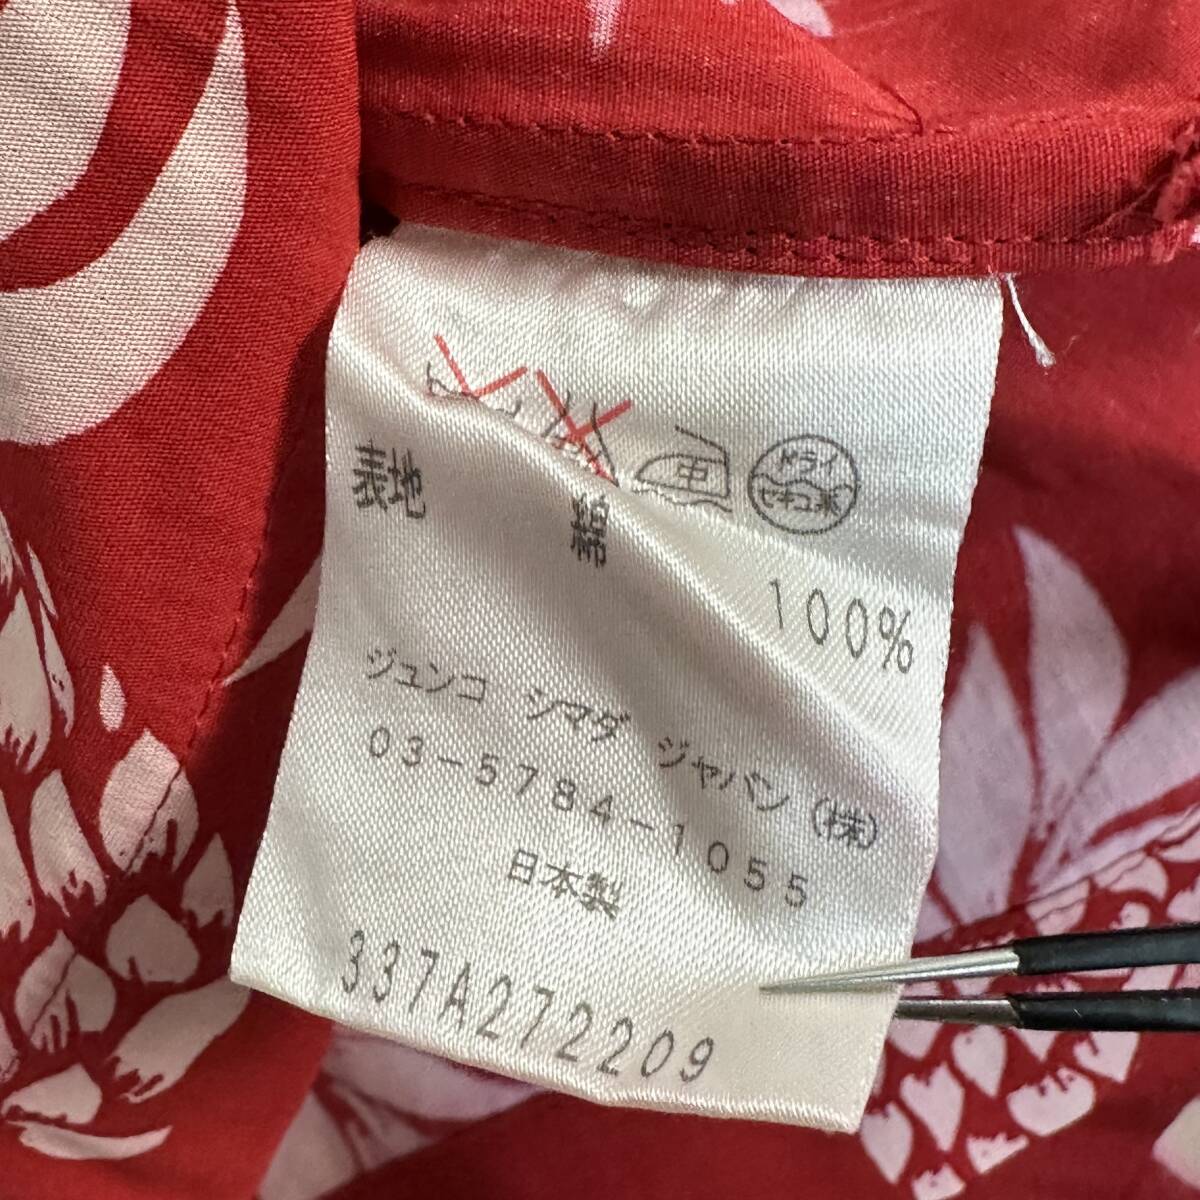 中
ドライ
セキユ系
表地 綿 100%
ジュンコ シマダ ジャパン(株)
03-5784-1055
日本製
337A272209